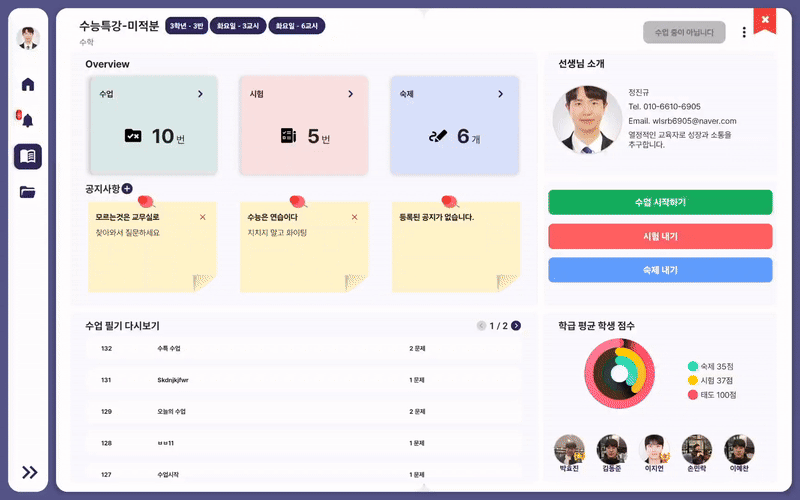 수능특강-미적분
3학년 - 3반
화요일 - 3교시
화요일 - 6교시
수학
수업 중이 아닙니다
Overview
수업
10 번
시험
5 번
숙제
6 개
공지사항
모르는것은 교무실로
찾아와서 질문하세요
수능은 연습이다
지치지 말고 화이팅
등록된 공지가 없습니다.
선생님 소개
정진규
Tel. 010-6610-6905
Email. wlsrb6905@naver.com
열정적인 교육자로 성장과 소통을
추구합니다.
수업 시작하기
시험 내기
숙제 내기
수업 필기 다시보기
1 / 2
132 수특 수업 2 문제
131 Skdnjkjfwr 1 문제
129 오늘의 수업 2 문제
128 ㅂㅂ11 1 문제
127 수업시작 1 문제
학급 평균 학생 점수
숙제 35점
시험 37점
태도 100점
박효진
김동준
이지언
손민락
이예찬